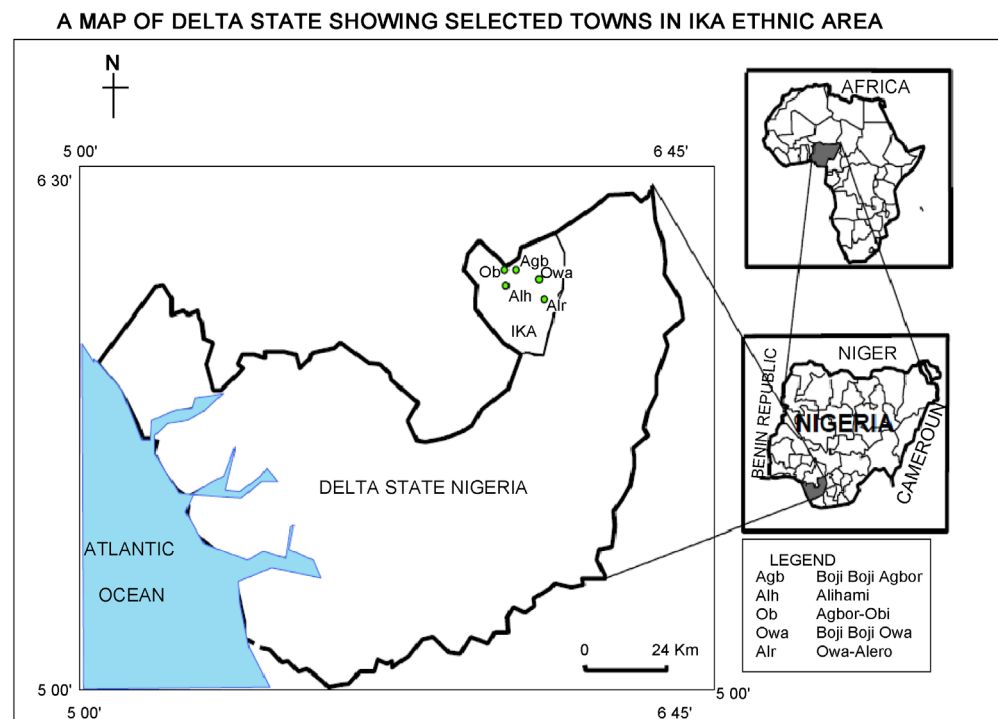 A MAP OF DELTA STATE SHOWING SELECTED TOWNS IN IKA ETHNIC AREA
N
5 00'
6 45'
6 30'
AFRICA
Ob
Agb
Owa
Alh
Alr
IKA
NIGER
BENIN REPUBLIC
NIGERIA
CAMEROUN
DELTA STATE NIGERIA
ATLANTIC
OCEAN
LEGEND
Agb Boji Boji Agbor
Alh Alihami
Ob Agbor-Obi
Owa Boji Boji Owa
Alr Owa-Alero
0 24 Km
5 00'
5 00'
5 00'
6 45'